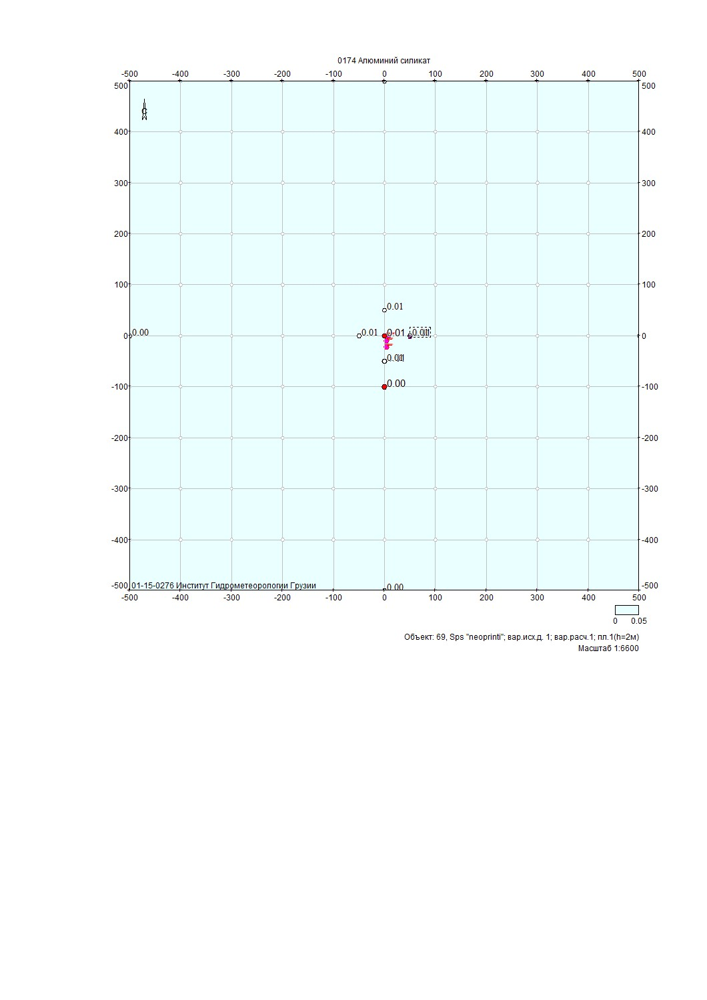 0174 Алюминий силикат
-500 -400 -300 -200 -100 0 100 200 300 400 500
500 500
С
400 400
300 300
200 200
100 100
0.01
0 0.00 0.01 0.01 0.01 0
0.01
-100 0.00 -100
-200 -200
-300 -300
-400 -400
-500 01-15-0276 Институт Гидрометеорологии Грузии 0.00 -500
-500 -400 -300 -200 -100 0 100 200 300 400 500
0 0.05
Объект: 69, Sps "neoprinti"; вар.исх.д. 1; вар.расч.1; пл.1(h=2м)
Масштаб 1:6600